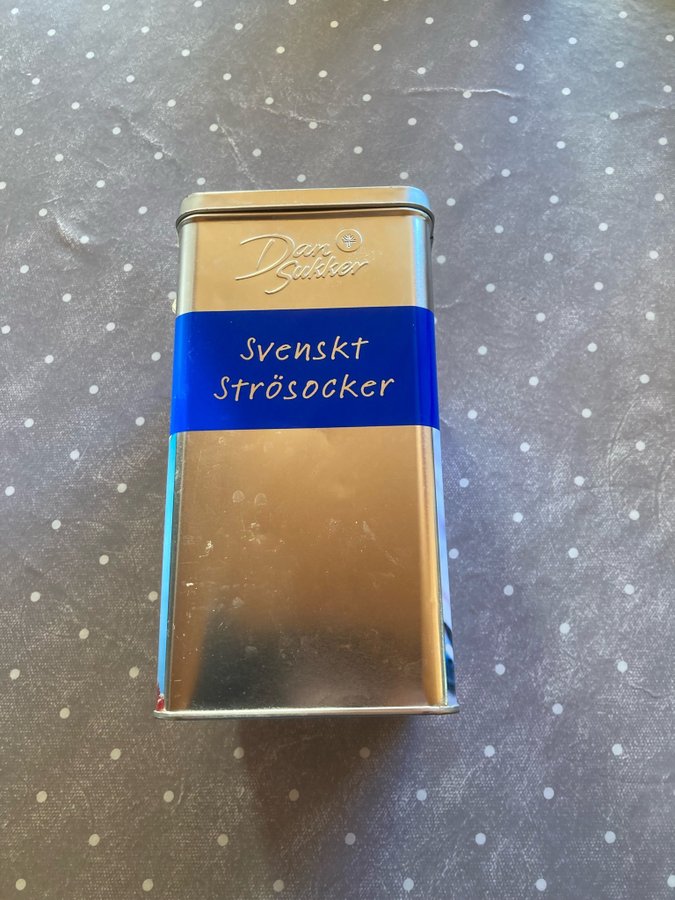 Dan
Sukker
Svenskt
Strösocker